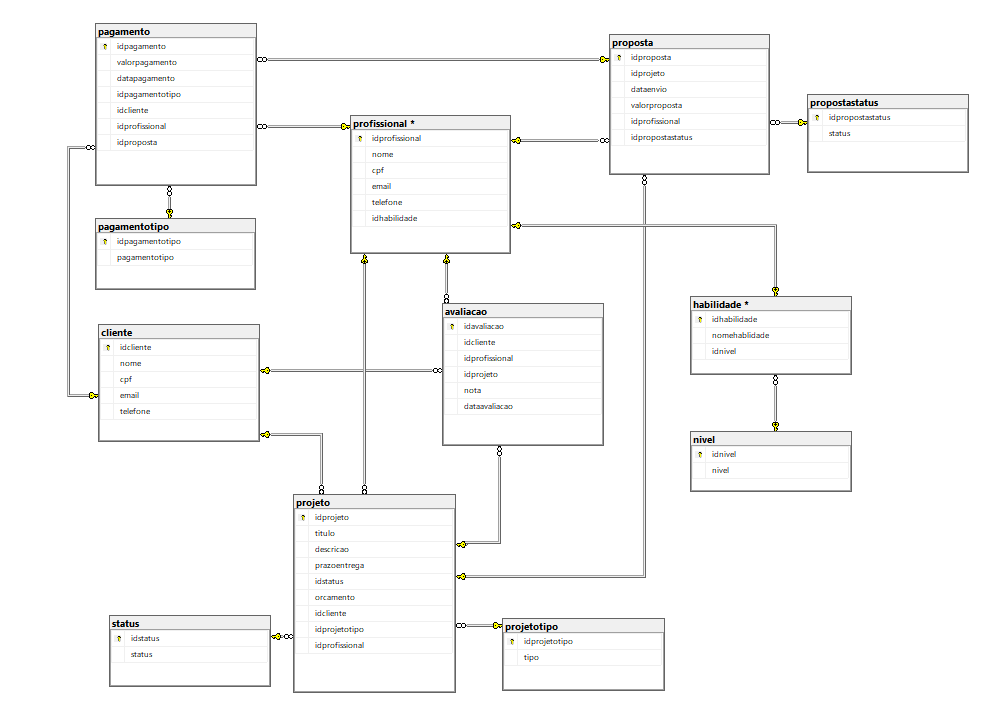 pagamento
idpagamento
valorpagamento
datapagamento
idpagamentotipo
idcliente
idprofissional
idproposta
proposta
idproposta
idprojeto
dataenvio
valorproposta
idprofissional
idpropostastatus
propostastatus
idpropostastatus
status
profissional *
idprofissional
nome
cpf
email
telefone
idhabilidade
pagamentotipo
idpagamentotipo
pagamentotipo
habilidade *
idhabilidade
nomehablidade
idnivel
avaliacao
idavaliacao
idcliente
idprofissional
idprojeto
nota
dataavaliacao
cliente
idcliente
nome
cpf
email
telefone
nivel
idnivel
nivel
projeto
idprojeto
titulo
descricao
prazoentrega
idstatus
orcamento
idcliente
idprojetotipo
idprofissional
status
idstatus
status
projetotipo
idprojetotipo
tipo